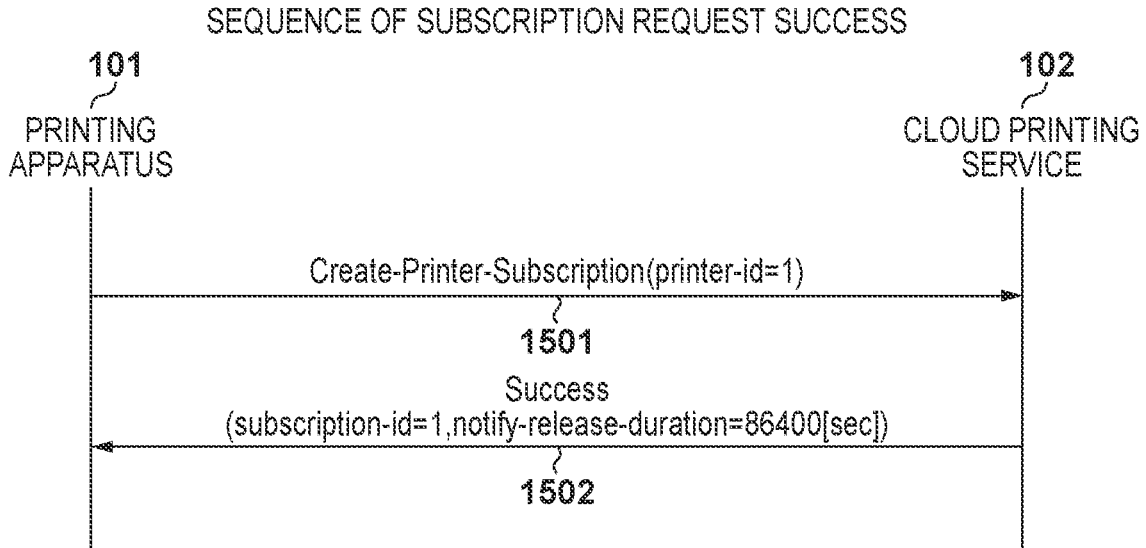 SEQUENCE OF SUBSCRIPTION REQUEST SUCCESS
101
102
PRINTING
APPARATUS
CLOUD PRINTING
SERVICE
Create-Printer-Subscription(printer-id=1)
1501
Success
(subscription-id=1,notify-release-duration=86400[sec])
1502